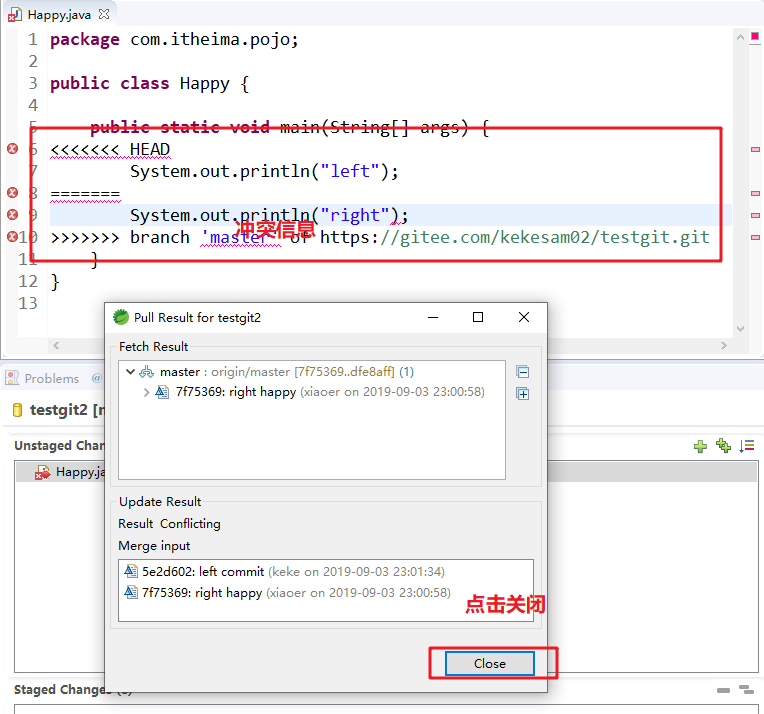 Happy.java
1 package com.itheima.pojo;
2
3 public class Happy {
4
5 public static void main(String[] args) {
6 <<<<<<< HEAD
7 System.out.println("left");
8 =======
9 System.out.println("right");
冲突信息
10 >>>>>>> branch 'master' of https://gitee.com/kekesam02/testgit.git
11 }
12 }
13
Pull Result for testgit2
Fetch Result
master : origin/master [7f75369..dfe8aff] (1)
7f75369: right happy (xiaoer on 2019-09-03 23:00:58)
Problems @
testgit2 [
Unstaged Chan
Happy.ja
Update Result
Result Conflicting
Merge input
5e2d602: left commit (keke on 2019-09-03 23:01:34)
7f75369: right happy (xiaoer on 2019-09-03 23:00:58)
点击关闭
Close
Staged Changes